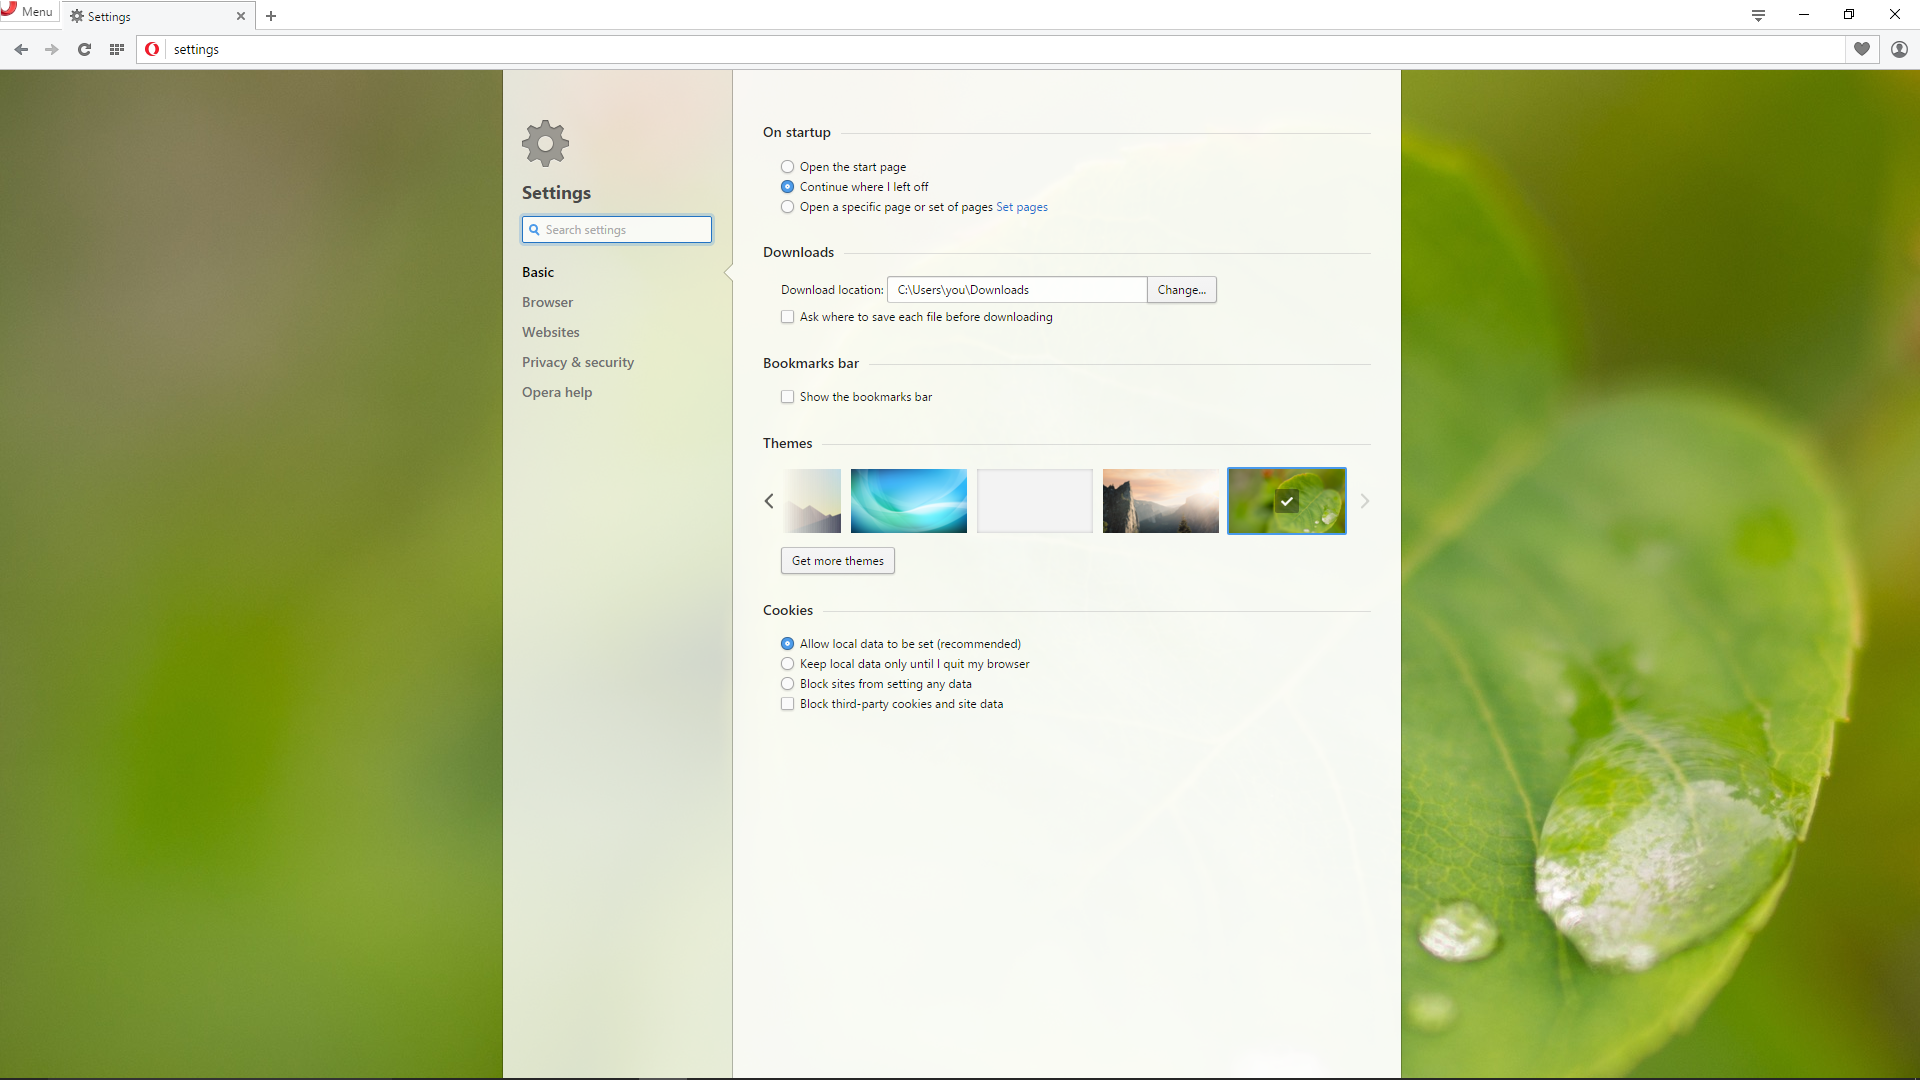 Menu
Settings
settings
Settings
Search settings
Basic
Browser
Websites
Privacy & security
Opera help
On startup
Open the start page
Continue where I left off
Open a specific page or set of pages Set pages
Downloads
Download location: C:\Users\you\Downloads Change...
Ask where to save each file before downloading
Bookmarks bar
Show the bookmarks bar
Themes
Get more themes
Cookies
Allow local data to be set (recommended)
Keep local data only until I quit my browser
Block sites from setting any data
Block third-party cookies and site data